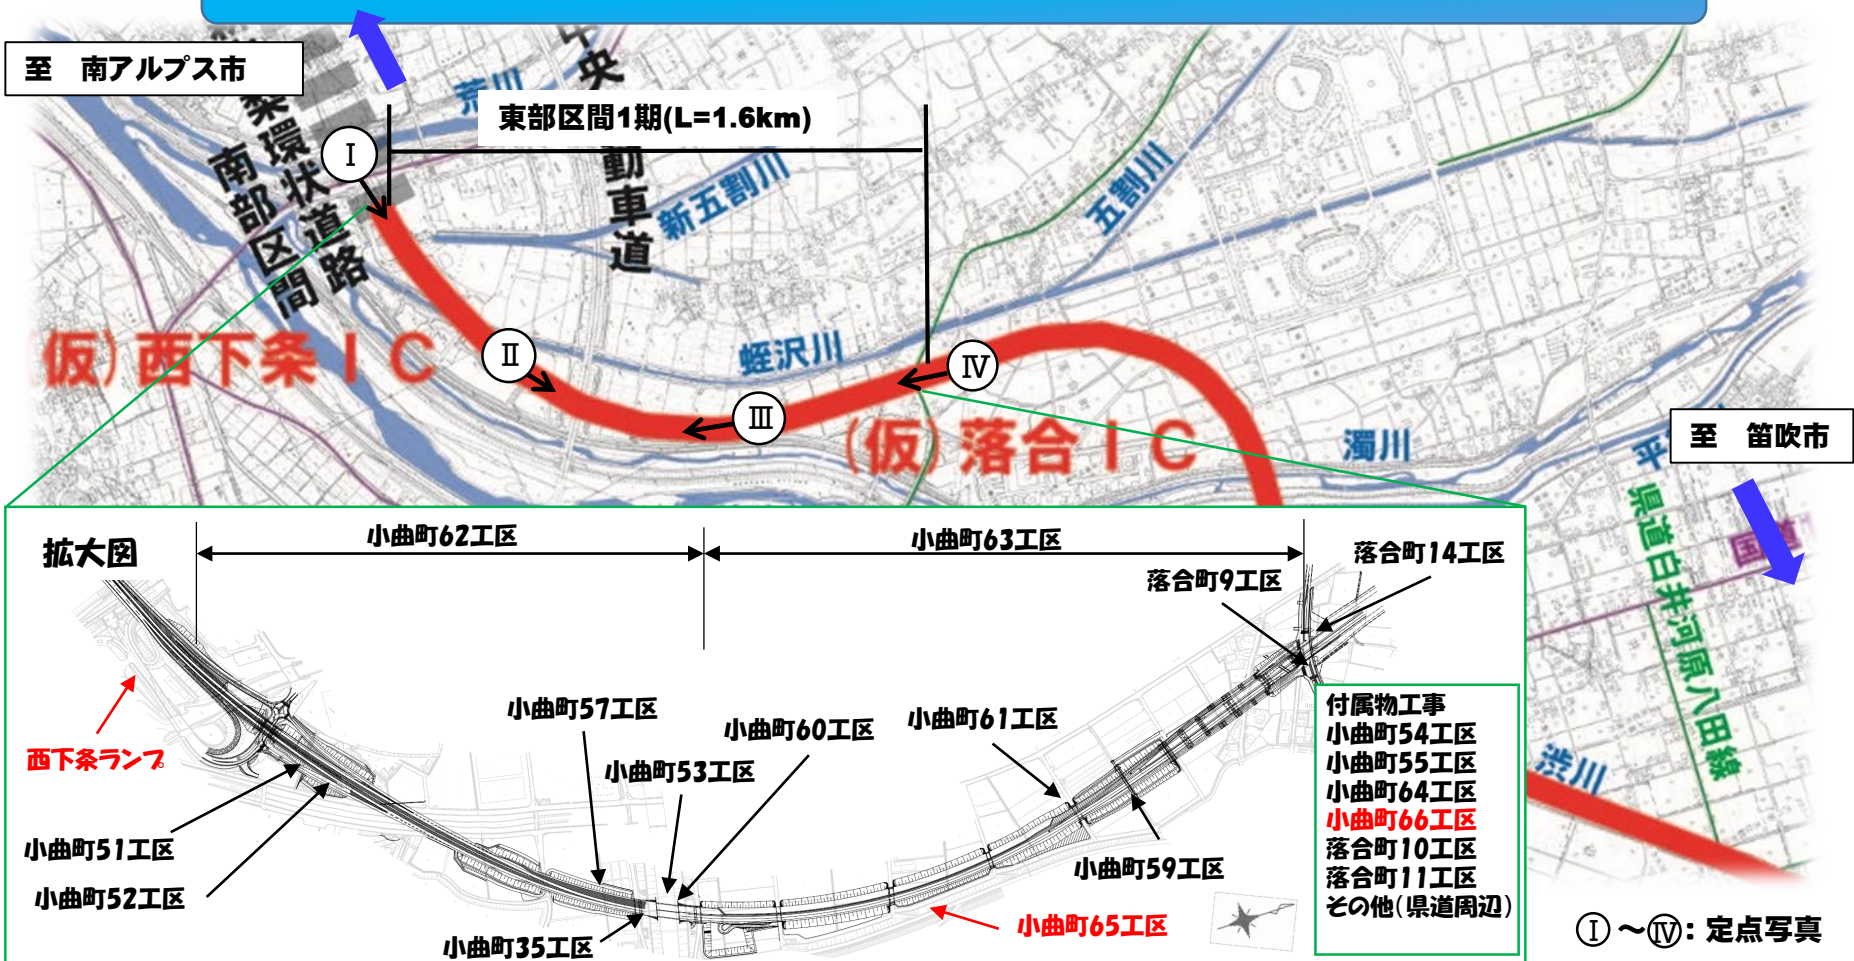 至　南アルプス市
荒川
東部区間1期(L=1.6km)
中央
動車道
環状道路
南部区間
Ⅰ
新五割川
五割川
(仮)西下条ＩＣ
Ⅱ
蛭沢川
Ⅳ
Ⅲ
(仮)落合ＩＣ
濁川
至　笛吹市
平
国道
県道白井河原八田線
渋川
拡大図
小曲町62工区
小曲町63工区
落合町14工区
落合町9工区
西下条ランプ
小曲町57工区
小曲町60工区
小曲町61工区
小曲町53工区
小曲町51工区
小曲町52工区
小曲町35工区
小曲町59工区
小曲町65工区
付属物工事
小曲町54工区
小曲町55工区
小曲町64工区
小曲町66工区
落合町10工区
落合町11工区
その他(県道周辺)
Ⅰ～Ⅳ：定点写真